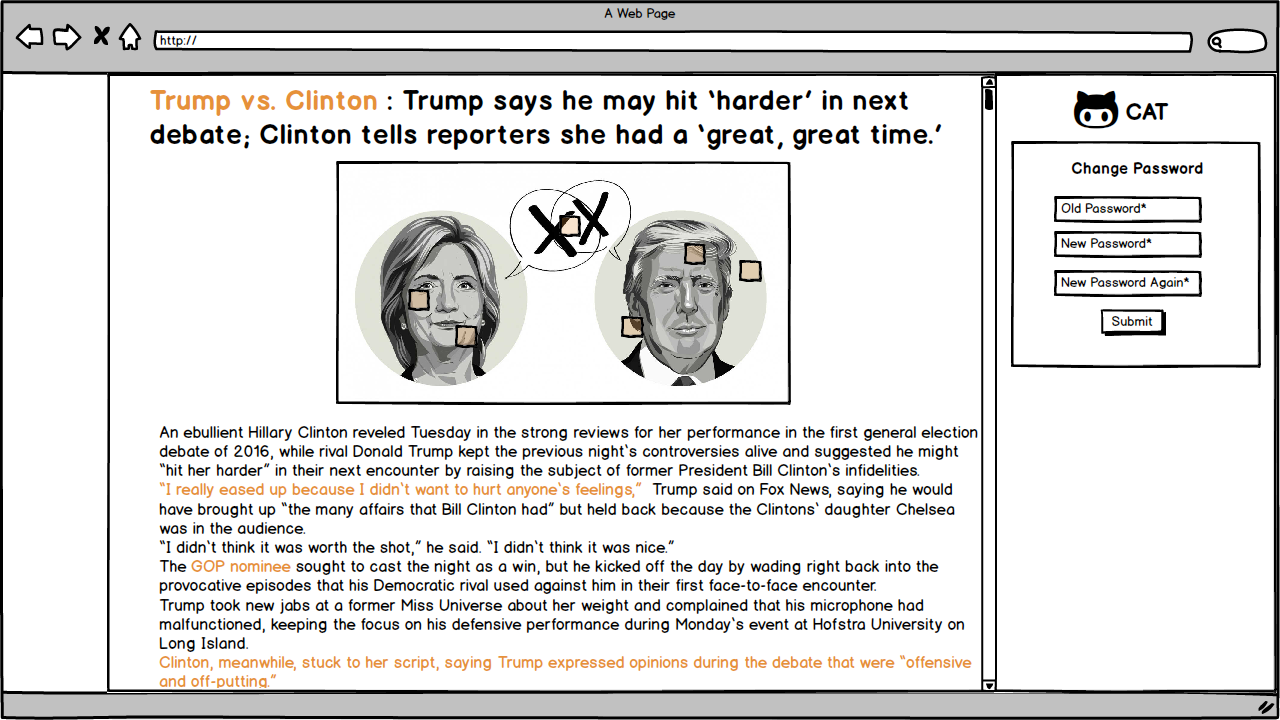 A Web Page
http://
Trump vs. Clinton : Trump says he may hit ‘harder’ in next
debate; Clinton tells reporters she had a ‘great, great time.’
An ebullient Hillary Clinton reveled Tuesday in the strong reviews for her performance in the first general election
debate of 2016, while rival Donald Trump kept the previous night‘s controversies alive and suggested he might
“hit her harder” in their next encounter by raising the subject of former President Bill Clinton‘s infidelities.
“I really eased up because I didn‘t want to hurt anyone‘s feelings,” Trump said on Fox News, saying he would
have brought up “the many affairs that Bill Clinton had” but held back because the Clintons‘ daughter Chelsea
was in the audience.
“I didn‘t think it was worth the shot,” he said. “I didn‘t think it was nice.”
The GOP nominee sought to cast the night as a win, but he kicked off the day by wading right back into the
provocative episodes that his Democratic rival used against him in their first face-to-face encounter.
Trump took new jabs at a former Miss Universe about her weight and complained that his microphone had
malfunctioned, keeping the focus on his defensive performance during Monday‘s event at Hofstra University on
Long Island.
Clinton, meanwhile, stuck to her script, saying Trump expressed opinions during the debate that were “offensive
and off-putting.”
CAT
Change Password
Old Password*
New Password*
New Password Again*
Submit